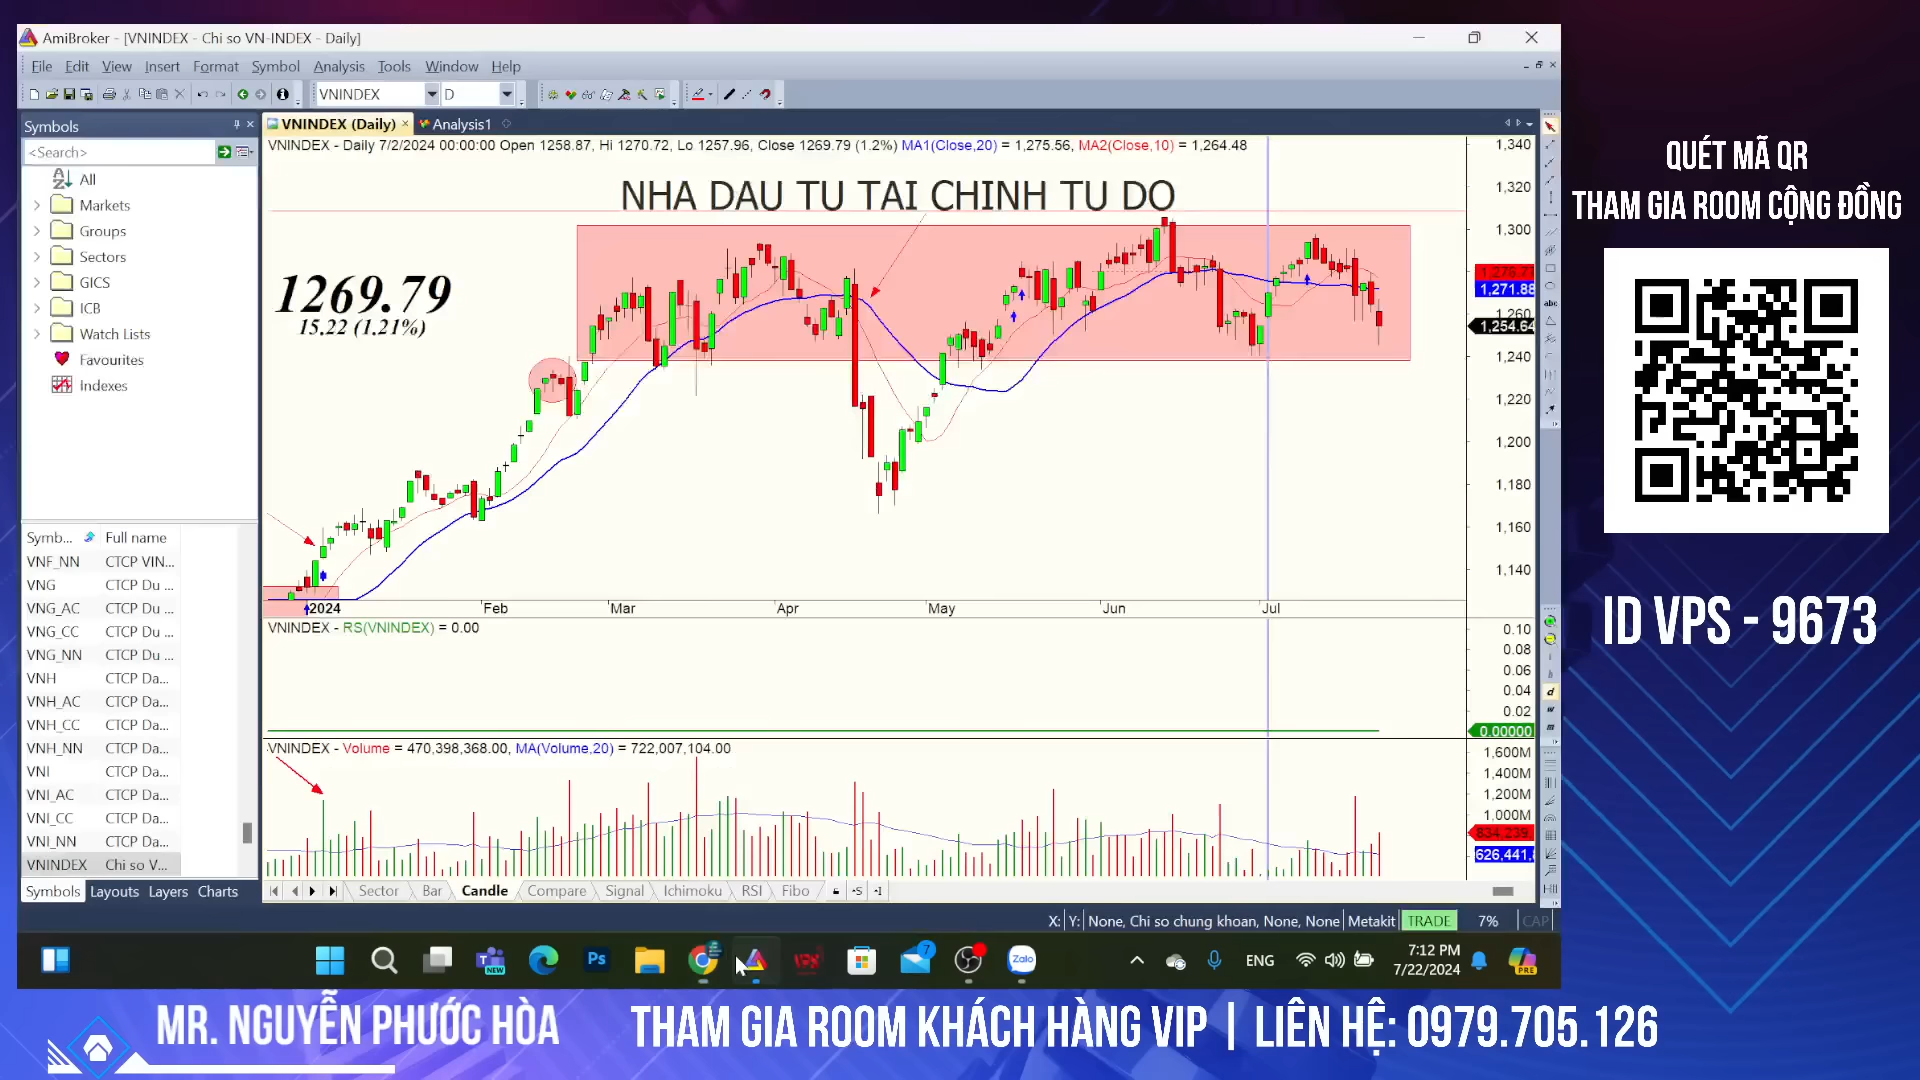 AmiBroker - [VNINDEX - Chi so VN-INDEX - Daily]
File Edit View Insert Format Symbol Analysis Tools Window Help
VNINDEX D
Symbols
VNINDEX (Daily) Analysis1
<Search>
All
Markets
Groups
Sectors
GICS
ICB
Watch Lists
Favourites
Indexes
Symb... Full name
VNF_NN CTCP VIN...
VNG CTCP Du ...
VNG_AC CTCP Du ...
VNG_CC CTCP Du ...
VNG_NN CTCP Du ...
VNH CTCP Da...
VNH_AC CTCP Da...
VNH_CC CTCP Da...
VNH_NN CTCP Da...
VNI CTCP Da...
VNI_AC CTCP Da...
VNI_CC CTCP Da...
VNI_NN CTCP Da...
VNINDEX Chi so V...
Symbols Layouts Layers Charts
VNINDEX - Daily 7/2/2024 00:00:00 Open 1258.87, Hi 1270.72, Lo 1257.96, Close 1269.79 (1.2%) MA1(Close,20) = 1,275.56, MA2(Close,10) = 1,264.48
NHA DAU TU TAI CHINH TU DO
1269.79
15,22 (1,21%)
1,340
1,320
1,300
1,271.88
1,260
1,254.64
1,240
1,220
1,200
1,180
1,160
1,140
2024 Feb Mar Apr May Jun Jul
VNINDEX - RS(VNINDEX) = 0.00
0.10
0.08
0.06
0.04
0.02
0.00000
VNINDEX - Volume = 470,398,368.00, MA(Volume,20) = 722,007,104.00
1,600M
1,400M
1,200M
1,000M
834,239,
626,441,
Sector Bar Candle Compare Signal Ichimoku RSI Fibo
X: Y: None, Chi so chung khoan, None, None Metakit TRADE 7% CAP
ENG
7:12 PM
7/22/2024
QUÉT MÃ QR
THAM GIA ROOM CỘNG ĐỒNG
ID VPS - 9673
MR. NGUYỄN PHƯỚC HÒA
THAM GIA ROOM KHÁCH HÀNG VIP | LIÊN HỆ: 0979.705.126